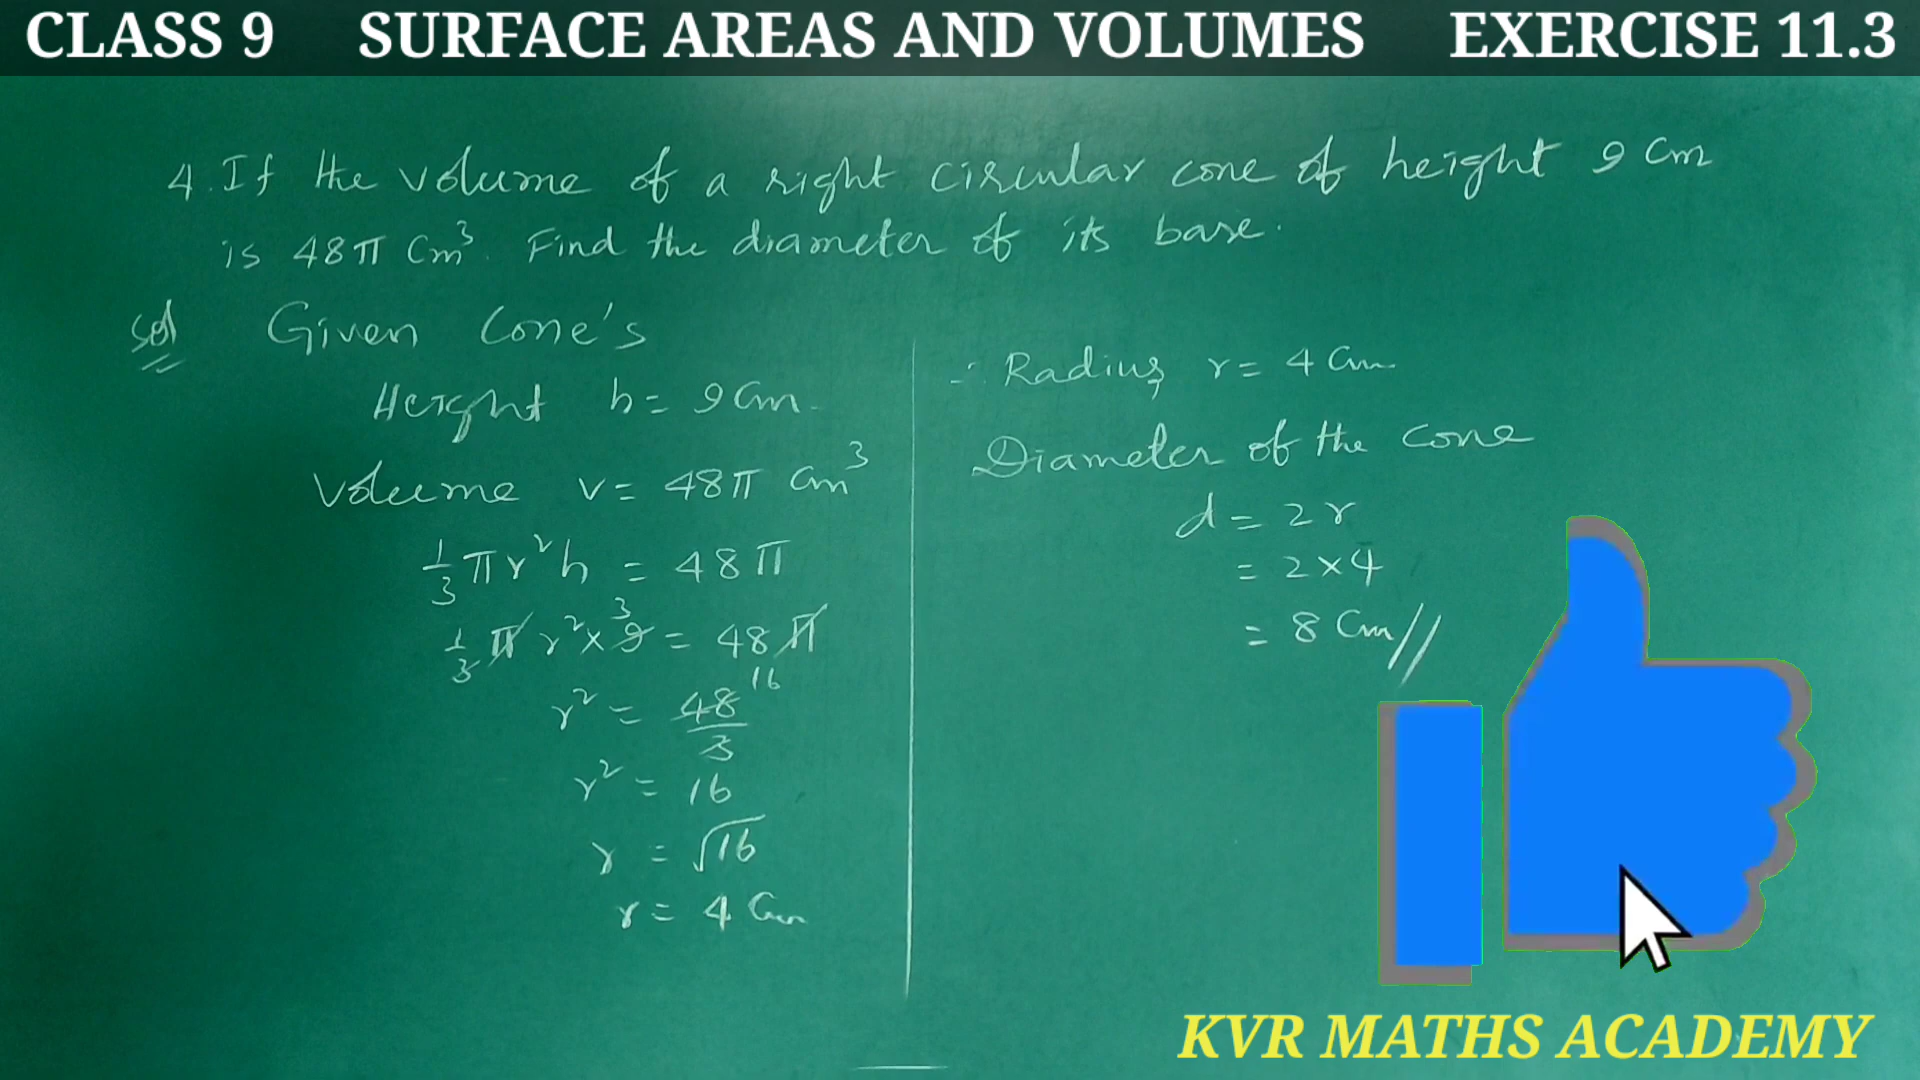 CLASS 9 SURFACE AREAS AND VOLUMES EXERCISE 11.3
4. If the volume of a right circular cone of height 9 cm
is 48π cm³. Find the diameter of its base.
Sol Given Cone's
Height h = 9 cm.
Volume v = 48π cm³
1/3 πr²h = 48π
1/3 π r² × 9 3 = 48π
r² = 48/3 16
r² = 16
r = √16
r = 4 cm
∴ Radius, r = 4 cm
Diameter of the cone
d = 2r
= 2×4
= 8 cm//
KVR MATHS ACADEMY